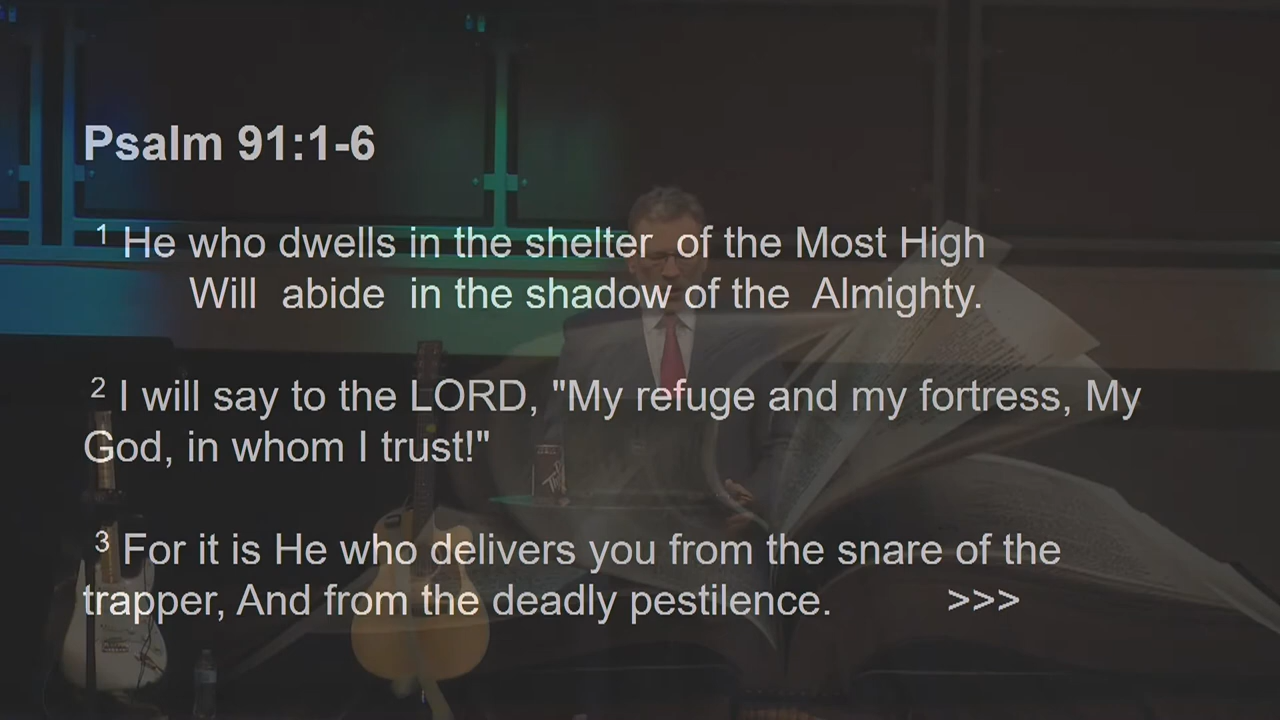 Psalm 91:1-6
1 He who dwells in the shelter of the Most High
Will abide in the shadow of the Almighty.
2 I will say to the LORD, "My refuge and my fortress, My
God, in whom I trust!"
3 For it is He who delivers you from the snare of the
trapper, And from the deadly pestilence. >>>